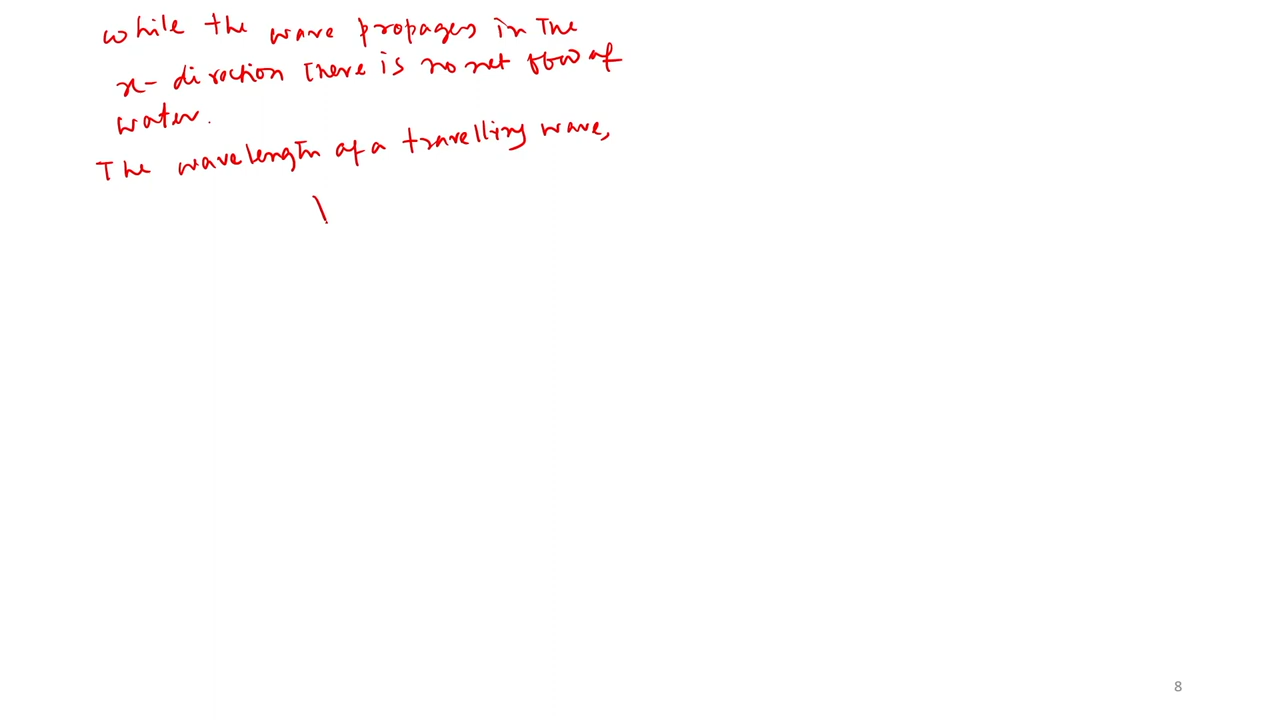 while the wave propages in the
x- direction there is no net flow of
water.
The wavelength of a travelling wave,
\
8